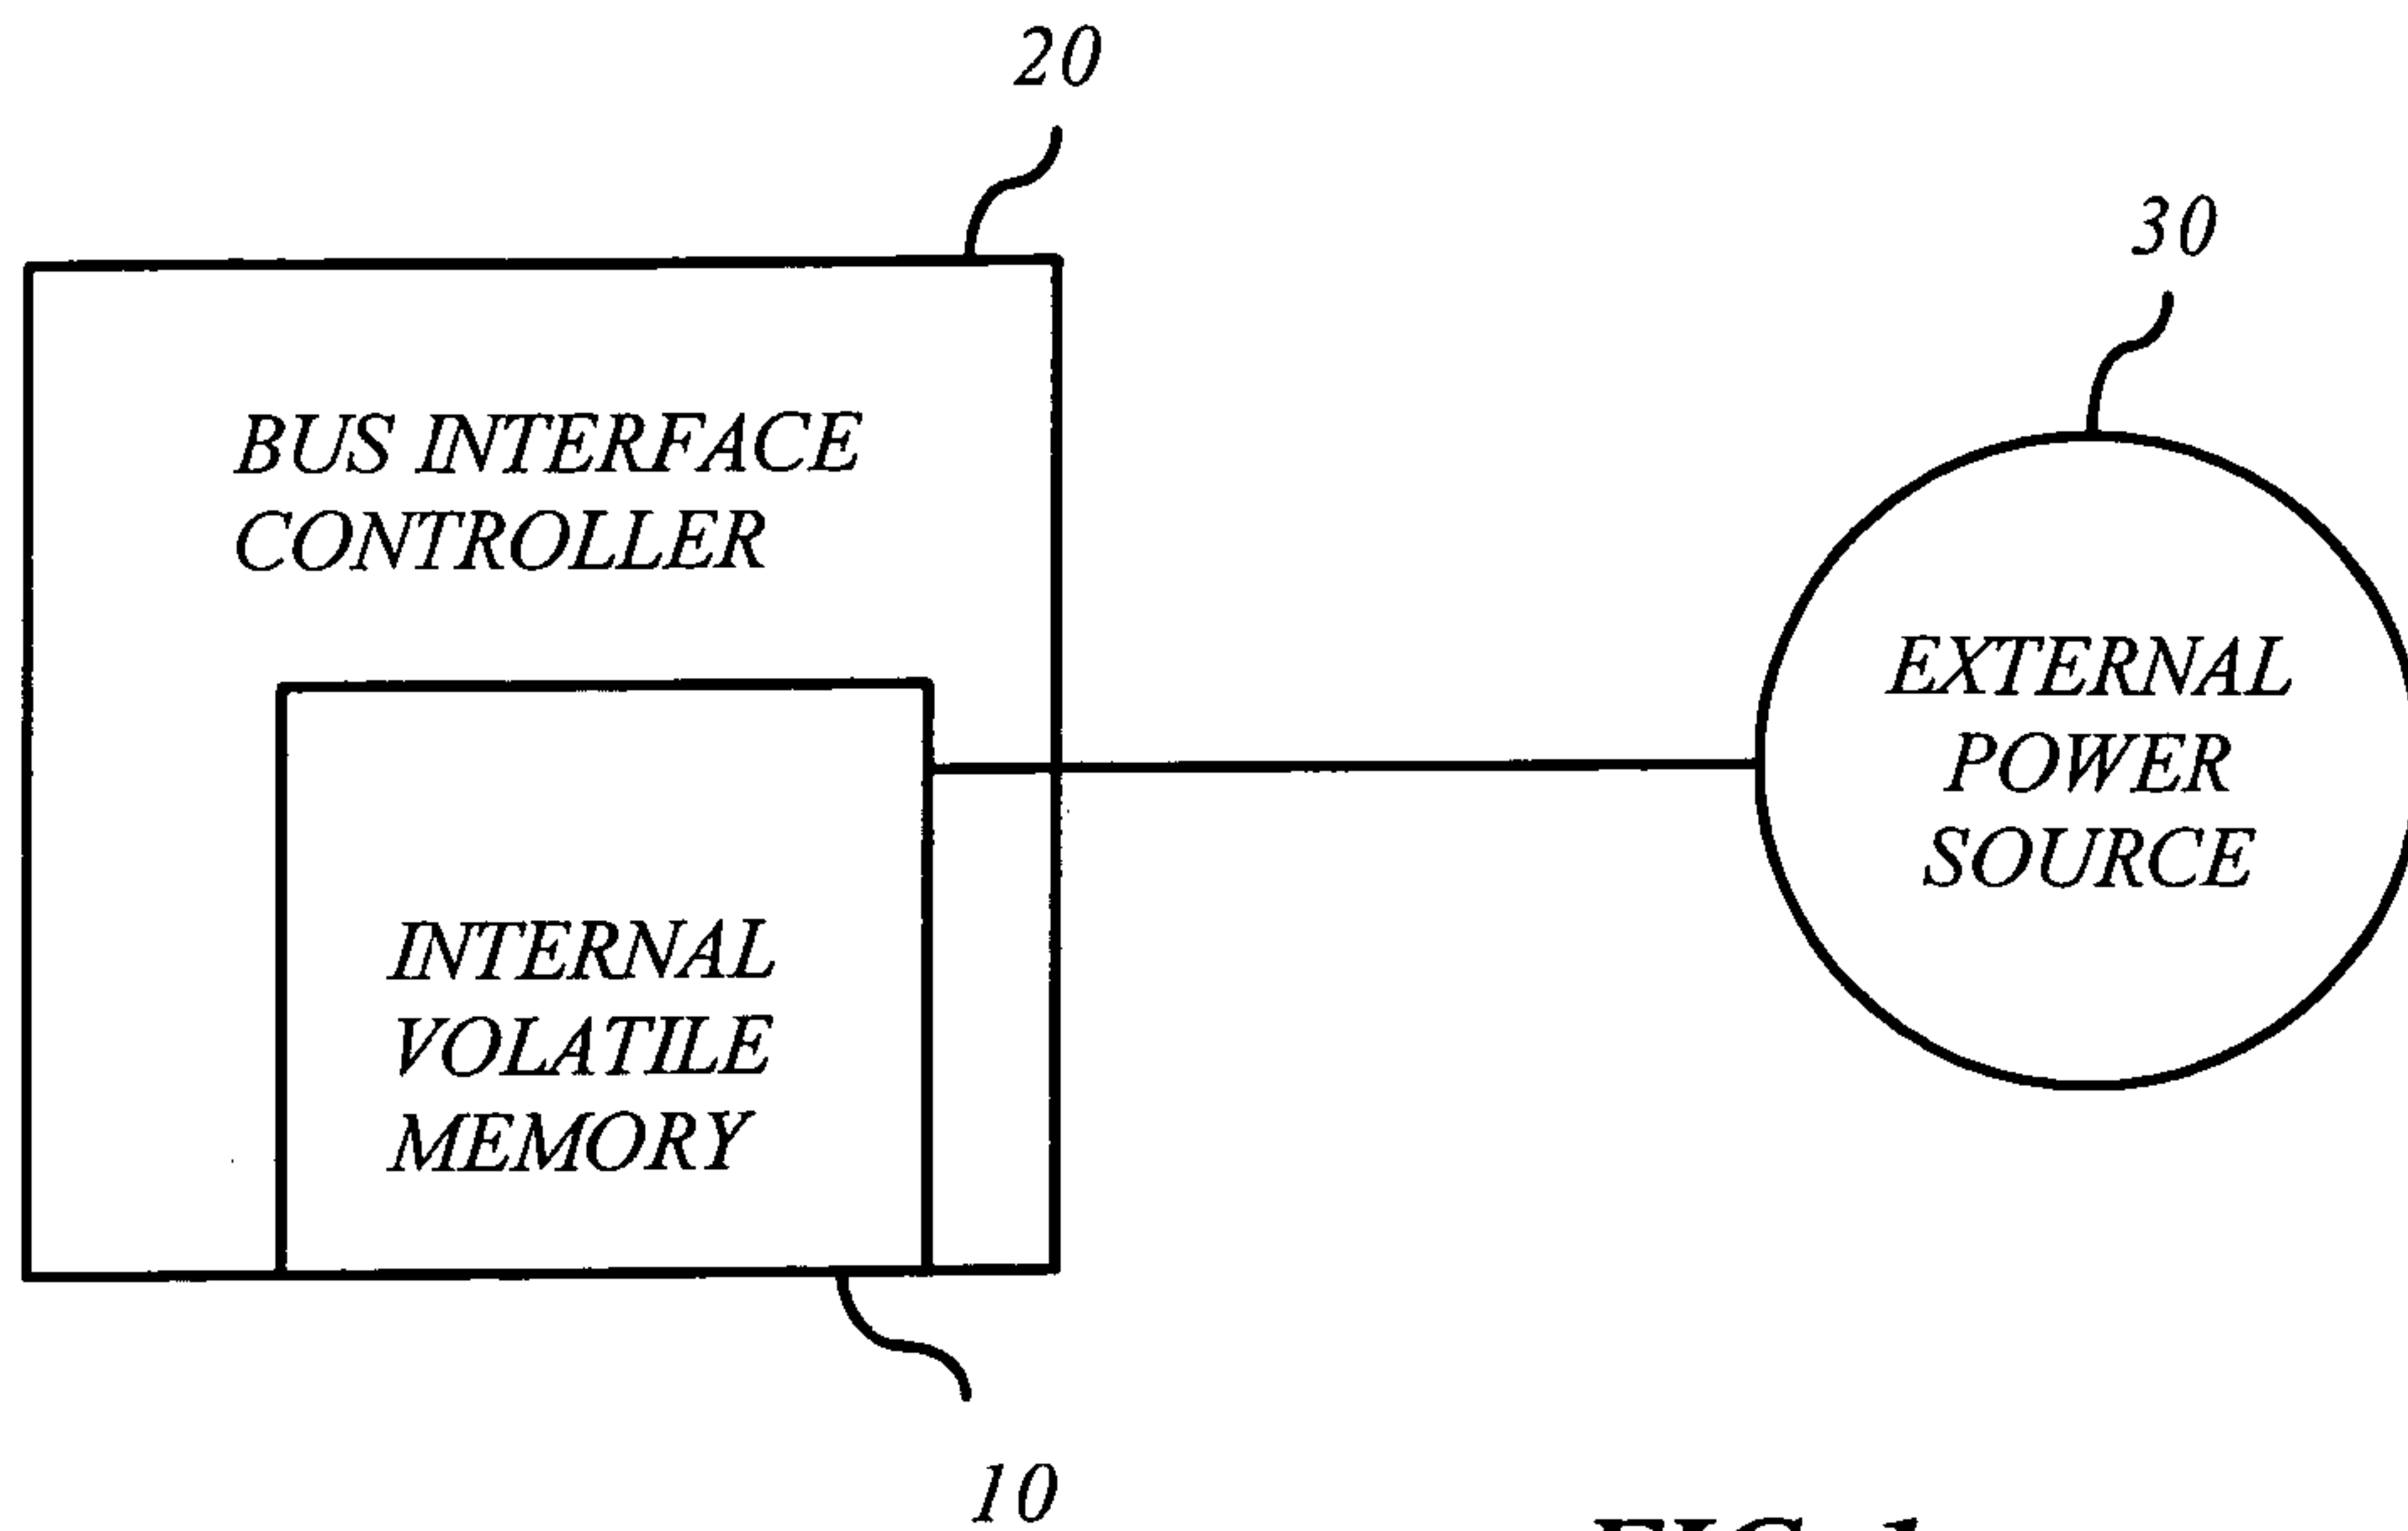 20
30
BUS INTERFACE
CONTROLLER
EXTERNAL
POWER
SOURCE
INTERNAL
VOLATILE
MEMORY
10